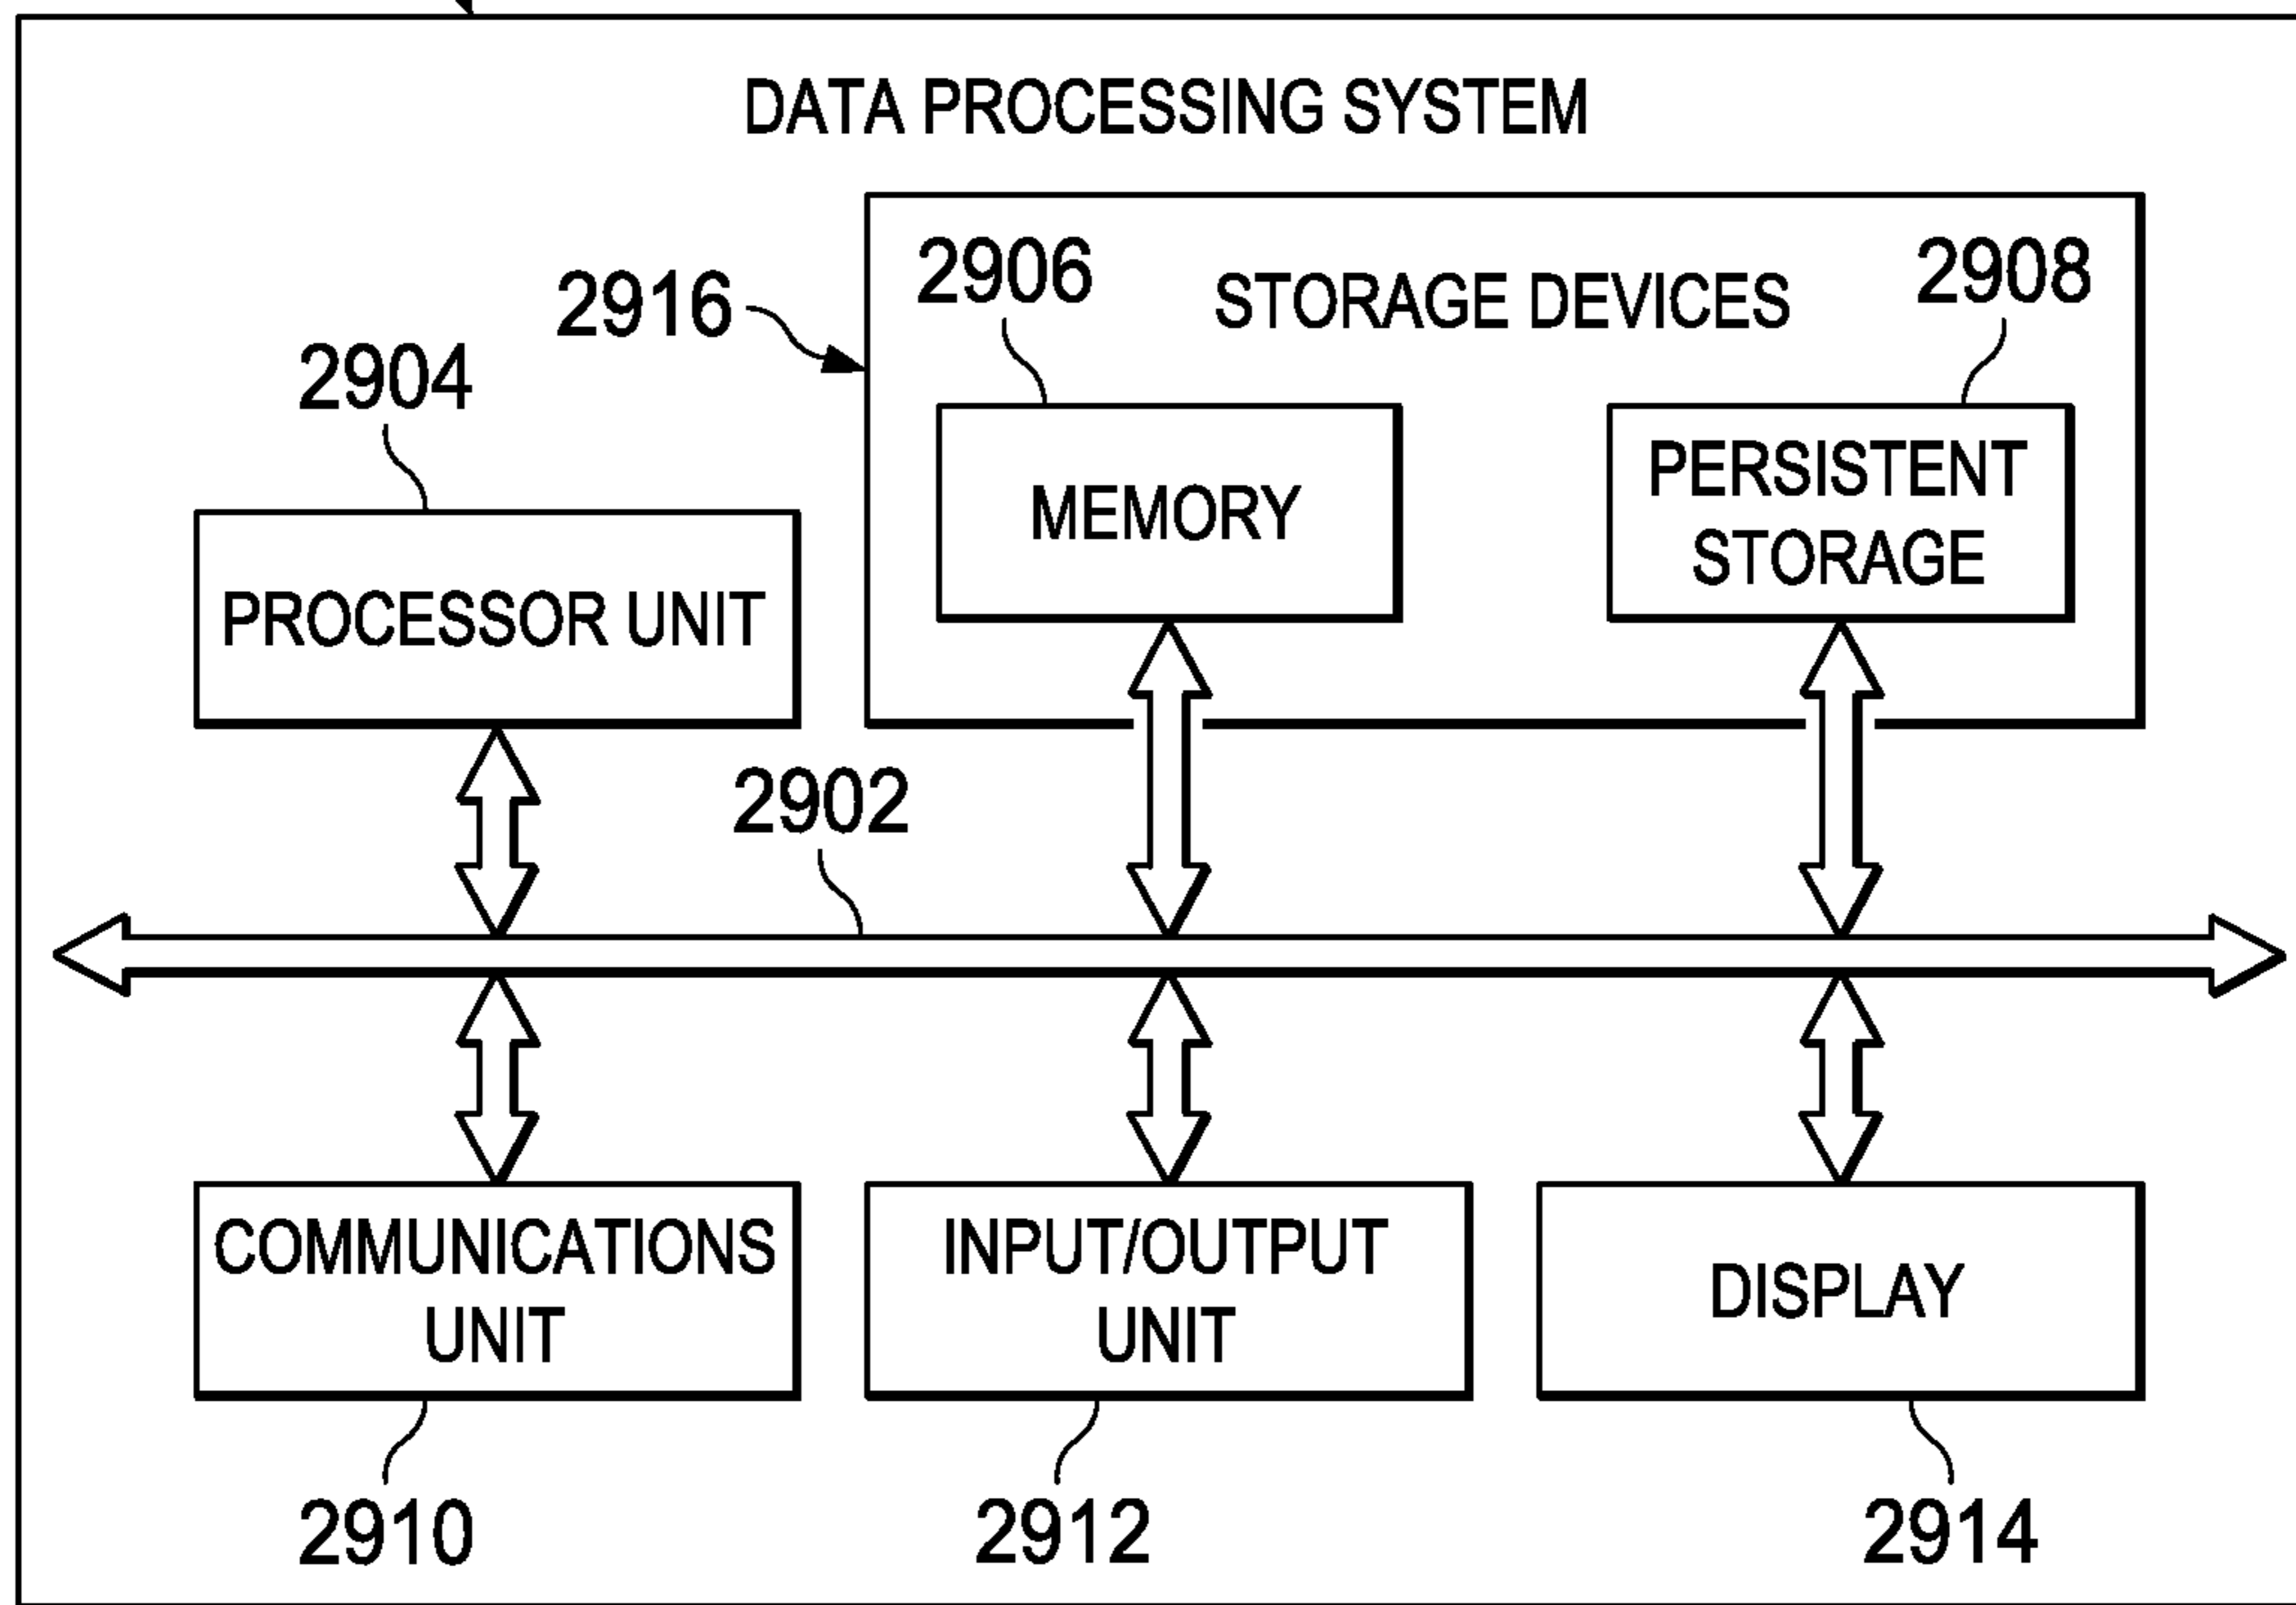 DATA PROCESSING SYSTEM
2916
2906
STORAGE DEVICES
2908
2904
MEMORY
PERSISTENT
STORAGE
PROCESSOR UNIT
2902
COMMUNICATIONS
UNIT
INPUT/OUTPUT
UNIT
DISPLAY
2910
2912
2914